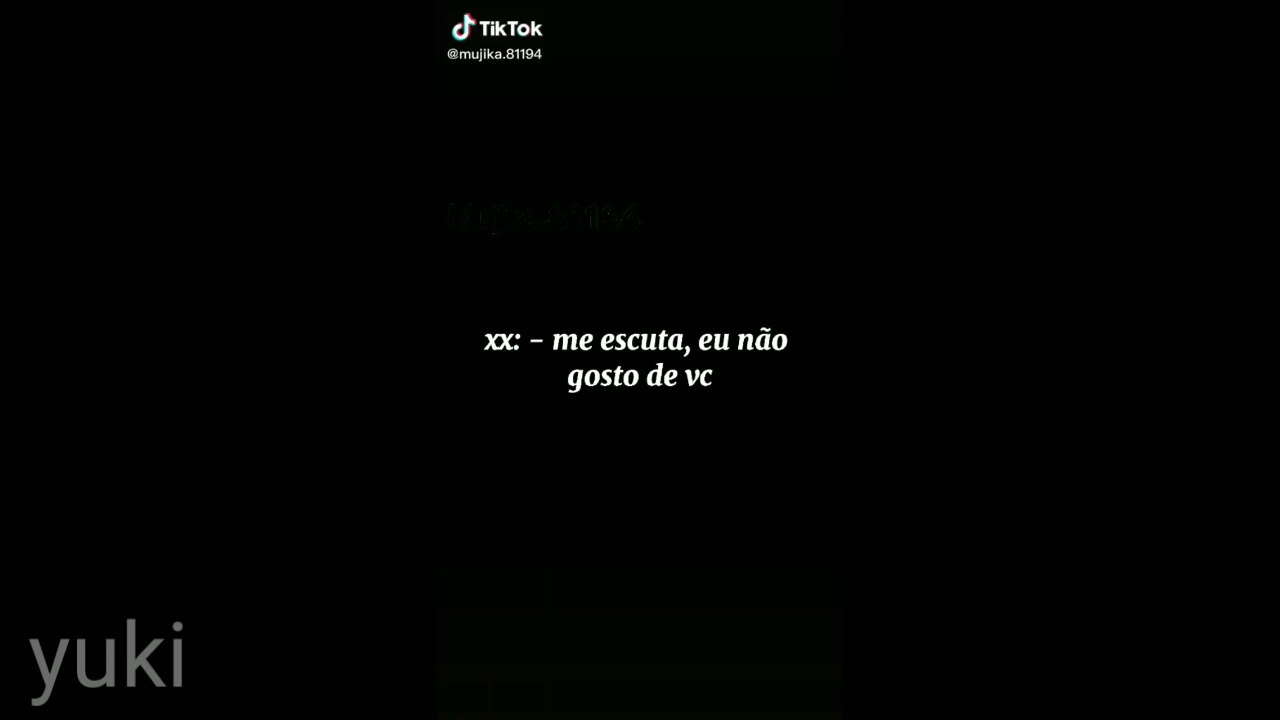 TikTok
@mujika.81194
xx: - me escuta, eu não
gosto de vc
yuki